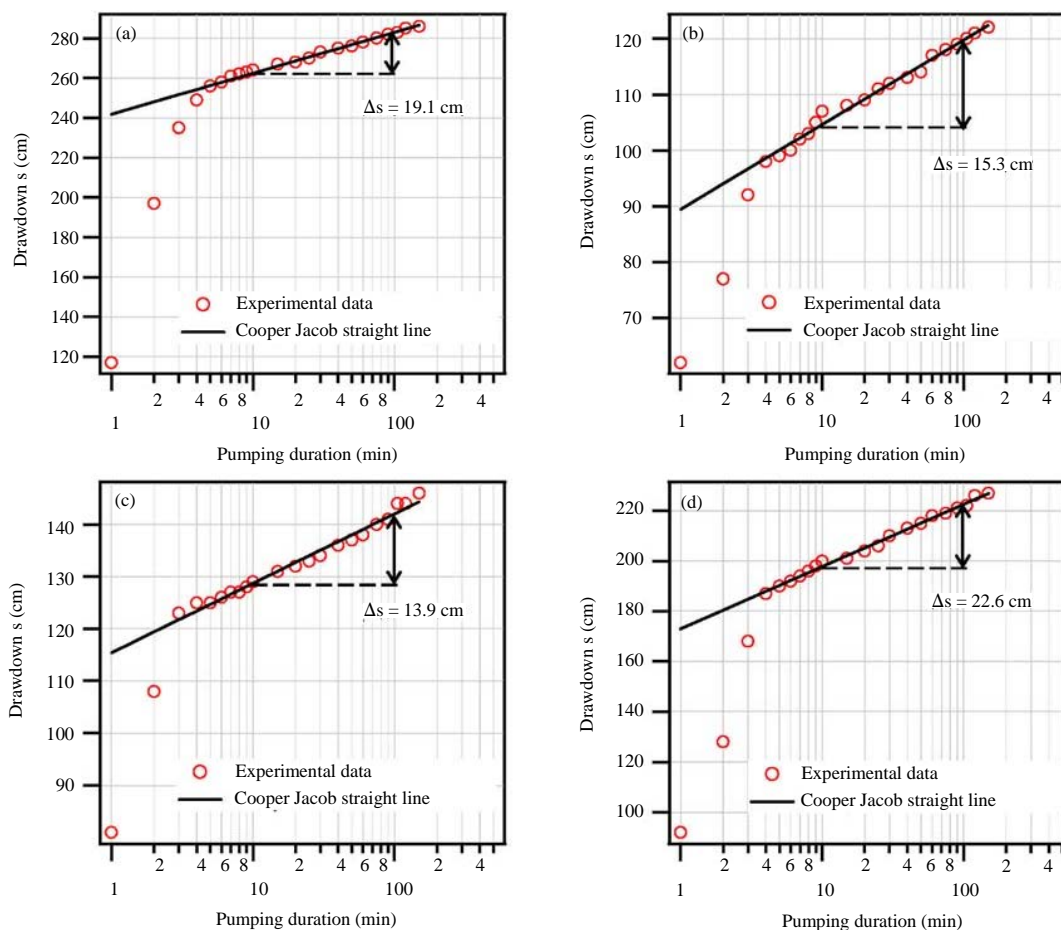 (a)
280
260
240
220
200
180
160
140
120
Drawdown s (cm)
Δs = 19.1 cm
Experimental data
Cooper Jacob straight line
2 4 6 8 2 4 6 8 2 4
1 10 100
Pumping duration (min)
(b)
120
110
100
90
80
70
Drawdown s (cm)
Δs = 15.3 cm
Experimental data
Cooper Jacob straight line
2 4 6 8 2 4 6 8 2 4
1 10 100
Pumping duration (min)
(c)
140
130
120
110
100
90
Drawdown s (cm)
Δs = 13.9 cm
Experimental data
Cooper Jacob straight line
2 4 6 8 2 4 6 8 2 4
1 10 100
Pumping duration (min)
(d)
220
200
180
160
140
120
100
Drawdown s (cm)
Δs = 22.6 cm
Experimental data
Cooper Jacob straight line
2 4 6 8 2 4 6 8 2 4
1 10 100
Pumping duration (min)